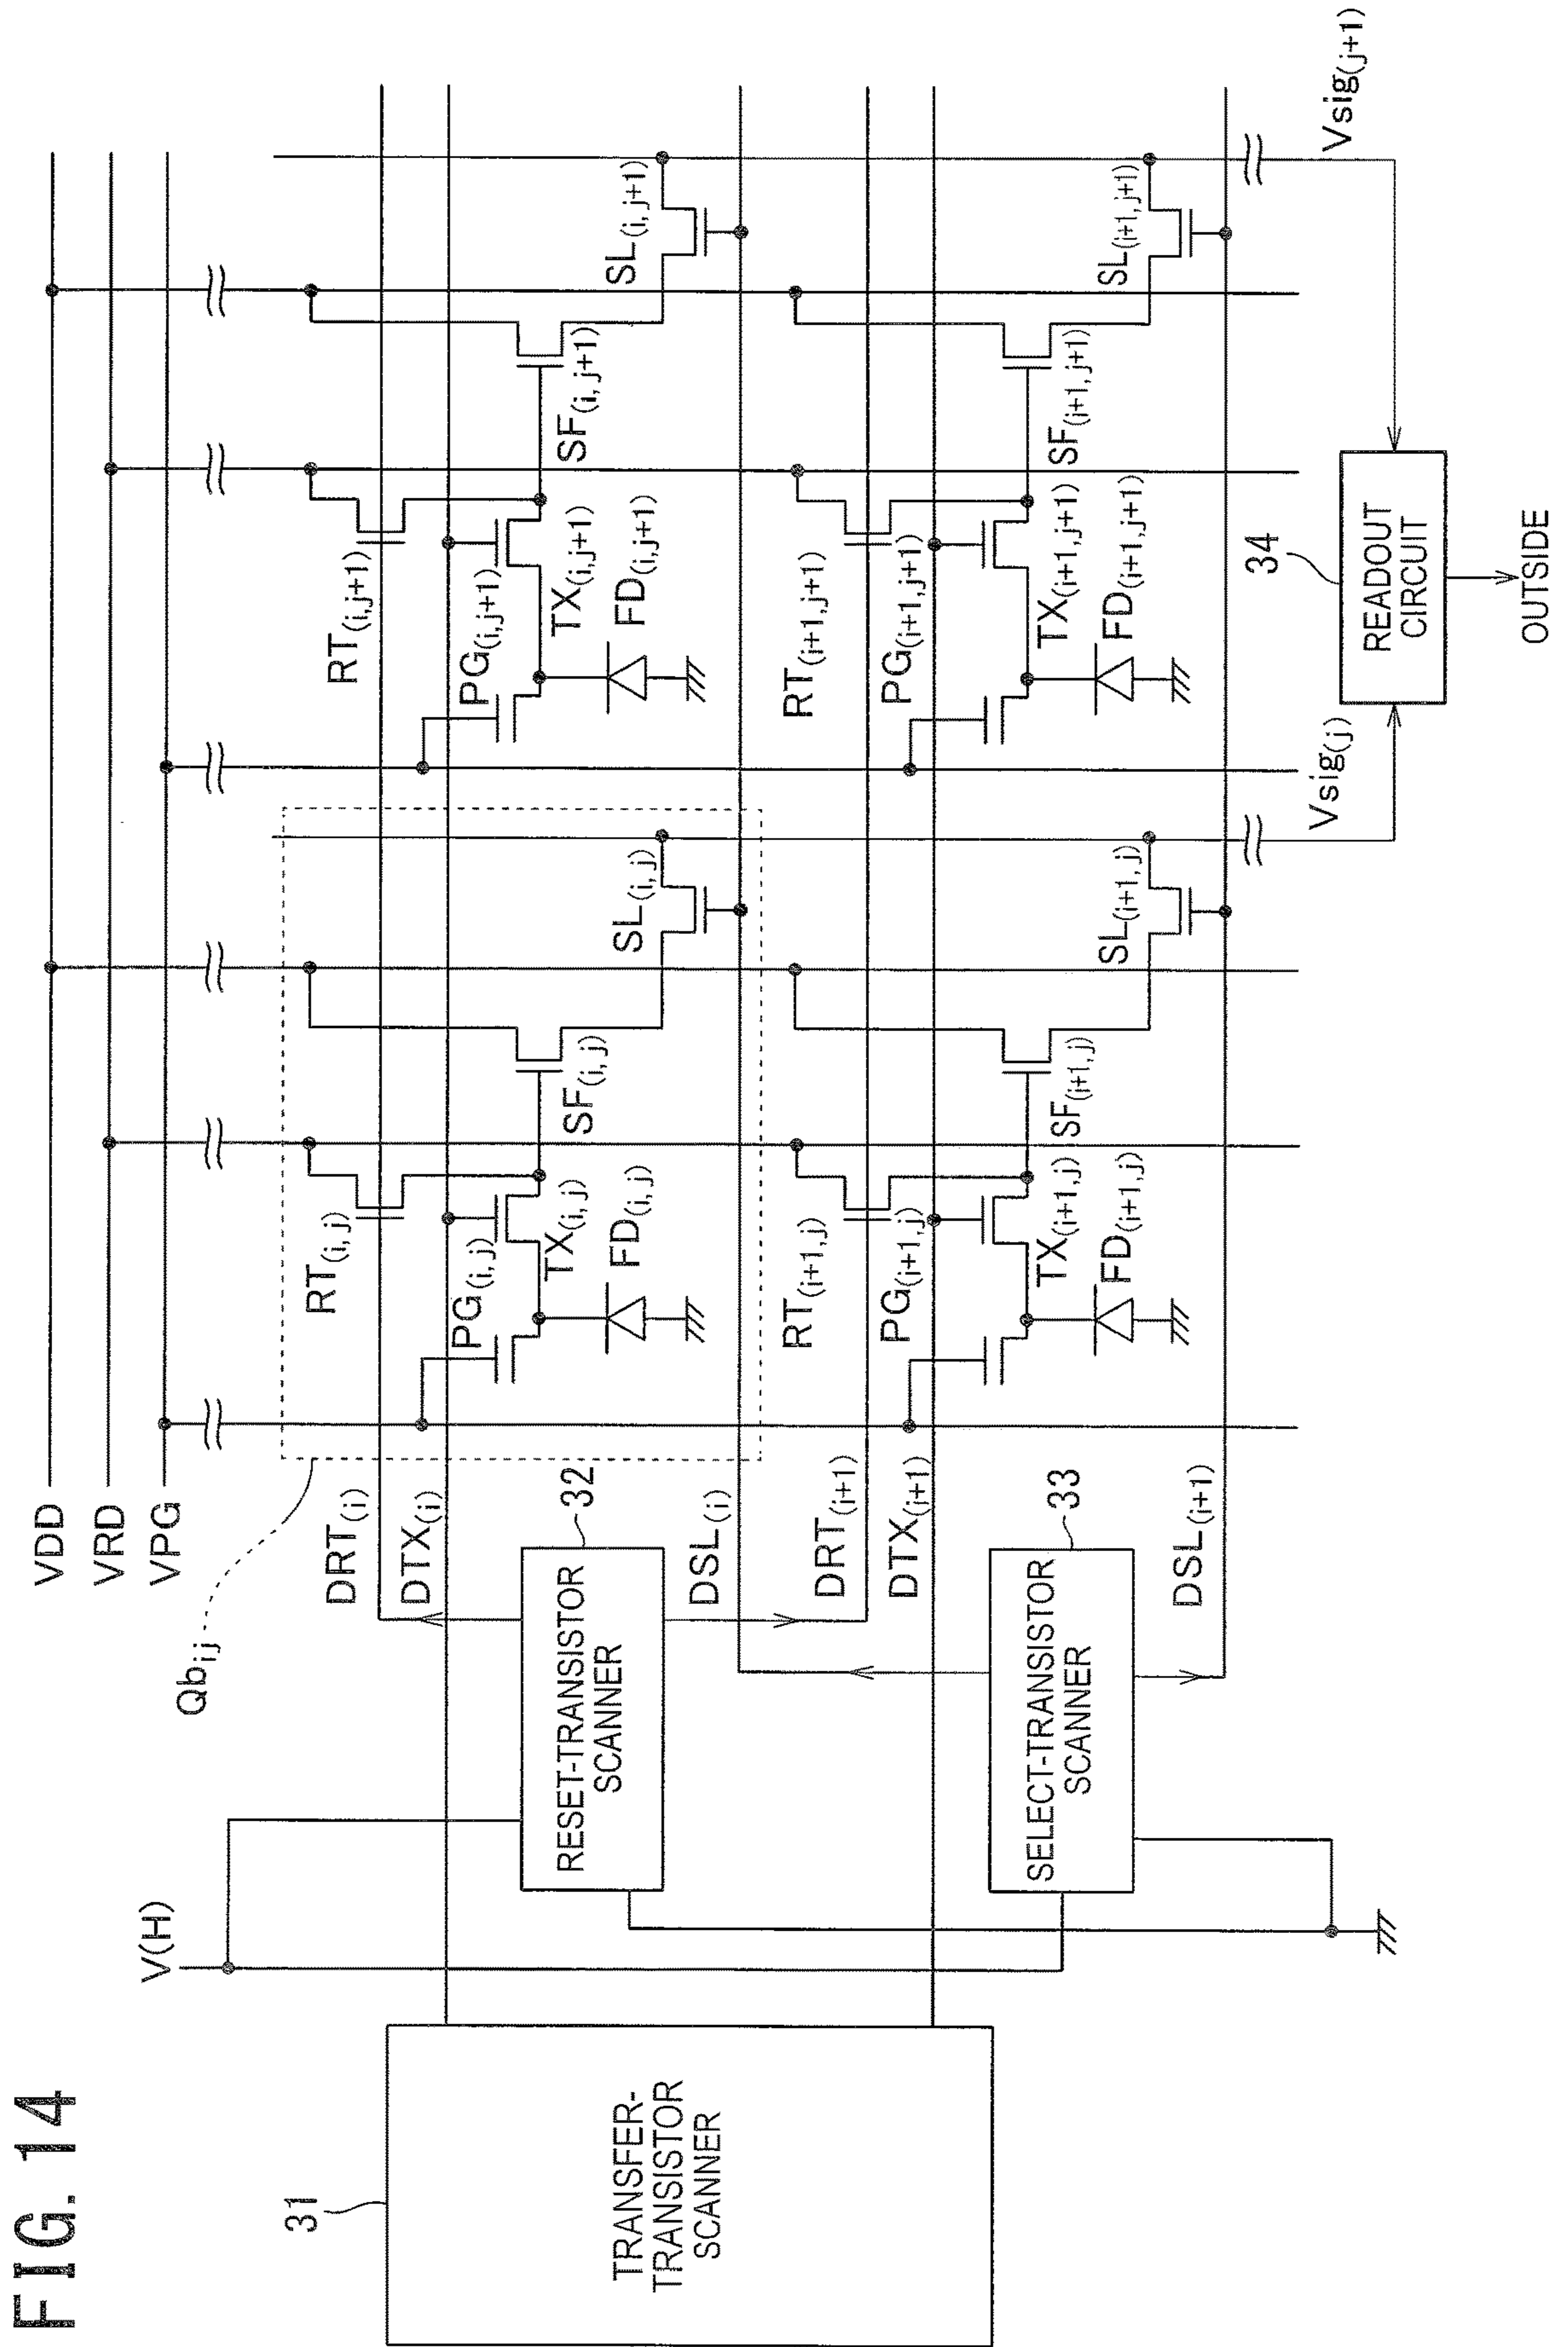 FIG. 14
VDD
VRD
VPG
Qbij
V(H)
31
TRANSFER-
TRANSISTOR
SCANNER
32
RESET-TRANSISTOR
SCANNER
33
SELECT-TRANSISTOR
SCANNER
DRT(i)
DTX(i)
DSL(i)
DRT(i+1)
DTX(i+1)
DSL(i+1)
RT(i,j)
PG(i,j)
TX(i,j)
FD(i,j)
SF(i,j)
SL(i,j)
RT(i,j+1)
PG(i,j+1)
TX(i,j+1)
FD(i,j+1)
SF(i,j+1)
SL(i,j+1)
RT(i+1,j)
PG(i+1,j)
TX(i+1,j)
FD(i+1,j)
SF(i+1,j)
SL(i+1,j)
RT(i+1,j+1)
PG(i+1,j+1)
TX(i+1,j+1)
FD(i+1,j+1)
SF(i+1,j+1)
SL(i+1,j+1)
Vsig(j)
Vsig(j+1)
34
READOUT
CIRCUIT
OUTSIDE